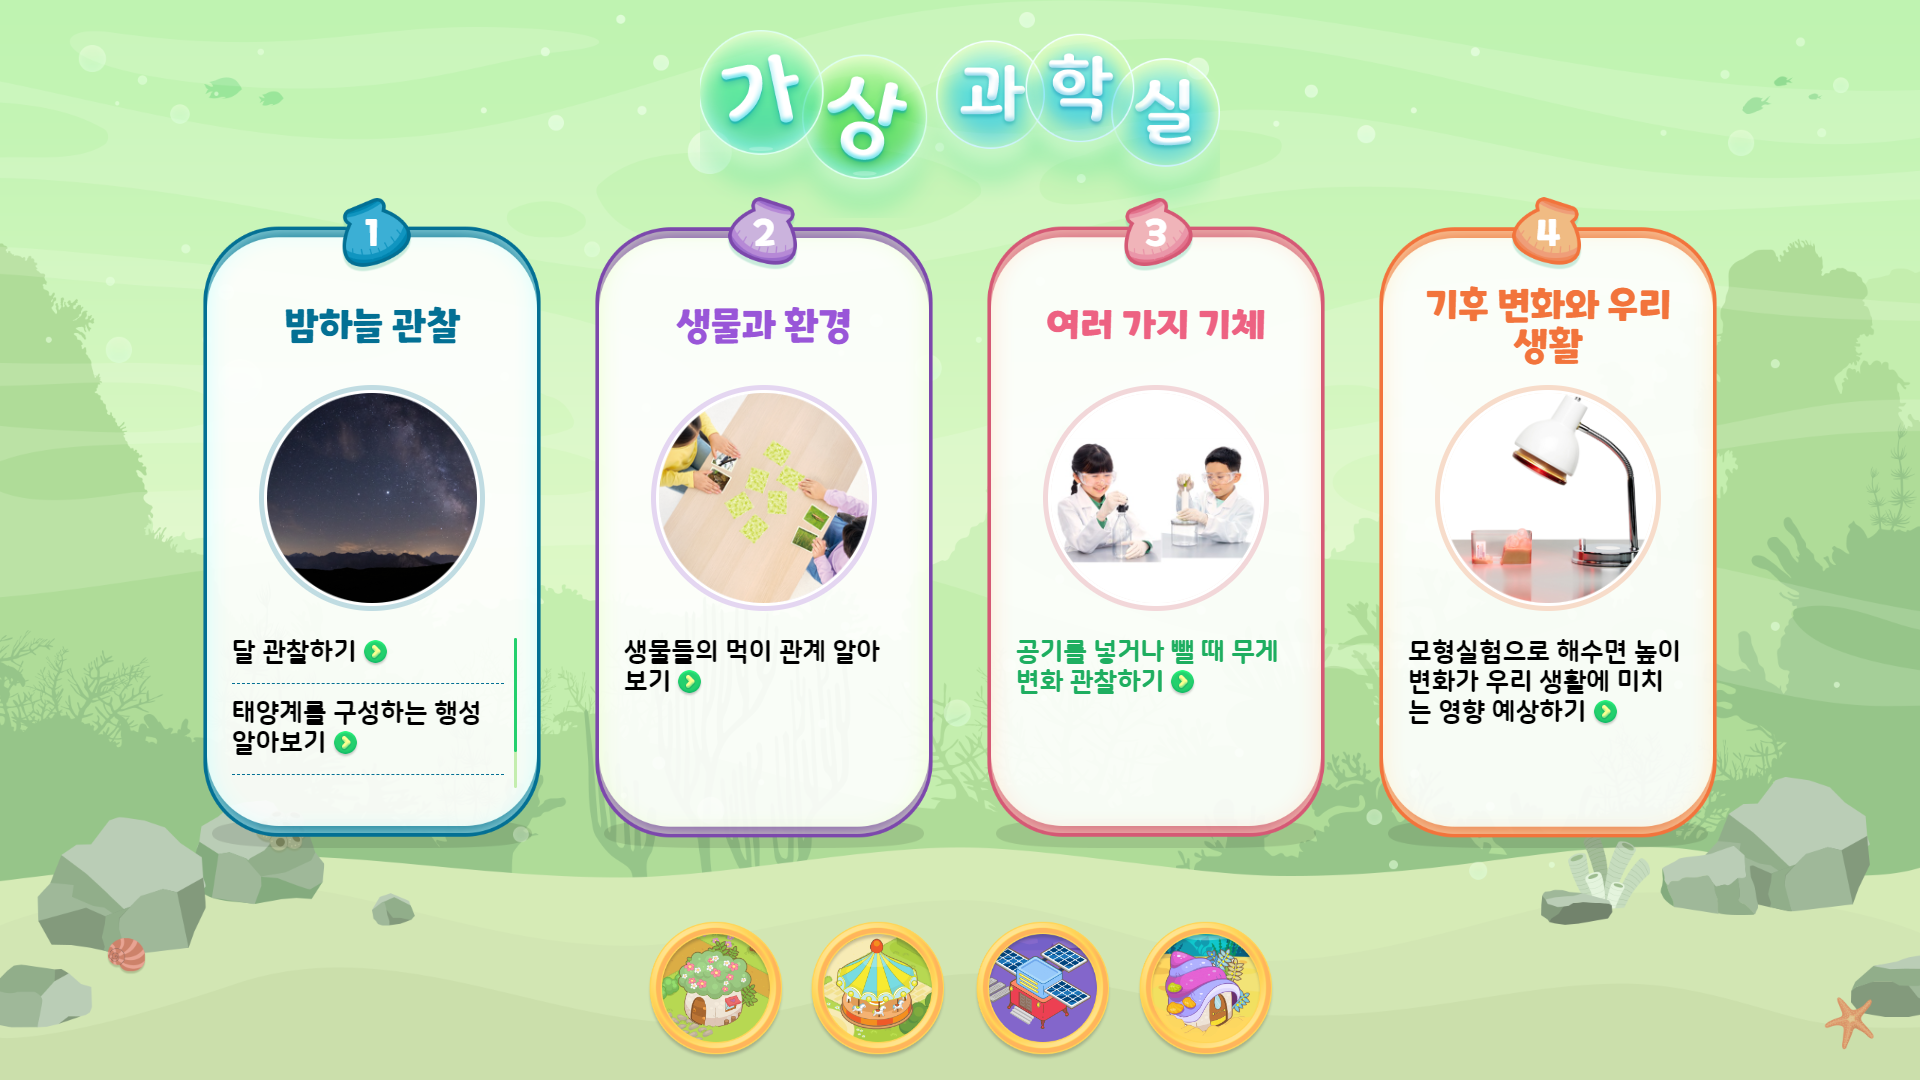 가상 과학실
1
밤하늘 관찰
달 관찰하기
태양계를 구성하는 행성
알아보기
2
생물과 환경
생물들의 먹이 관계 알아
보기
3
여러 가지 기체
공기를 넣거나 뺄 때 무게
변화 관찰하기
4
기후 변화와 우리
생활
모형실험으로 해수면 높이
변화가 우리 생활에 미치
는 영향 예상하기